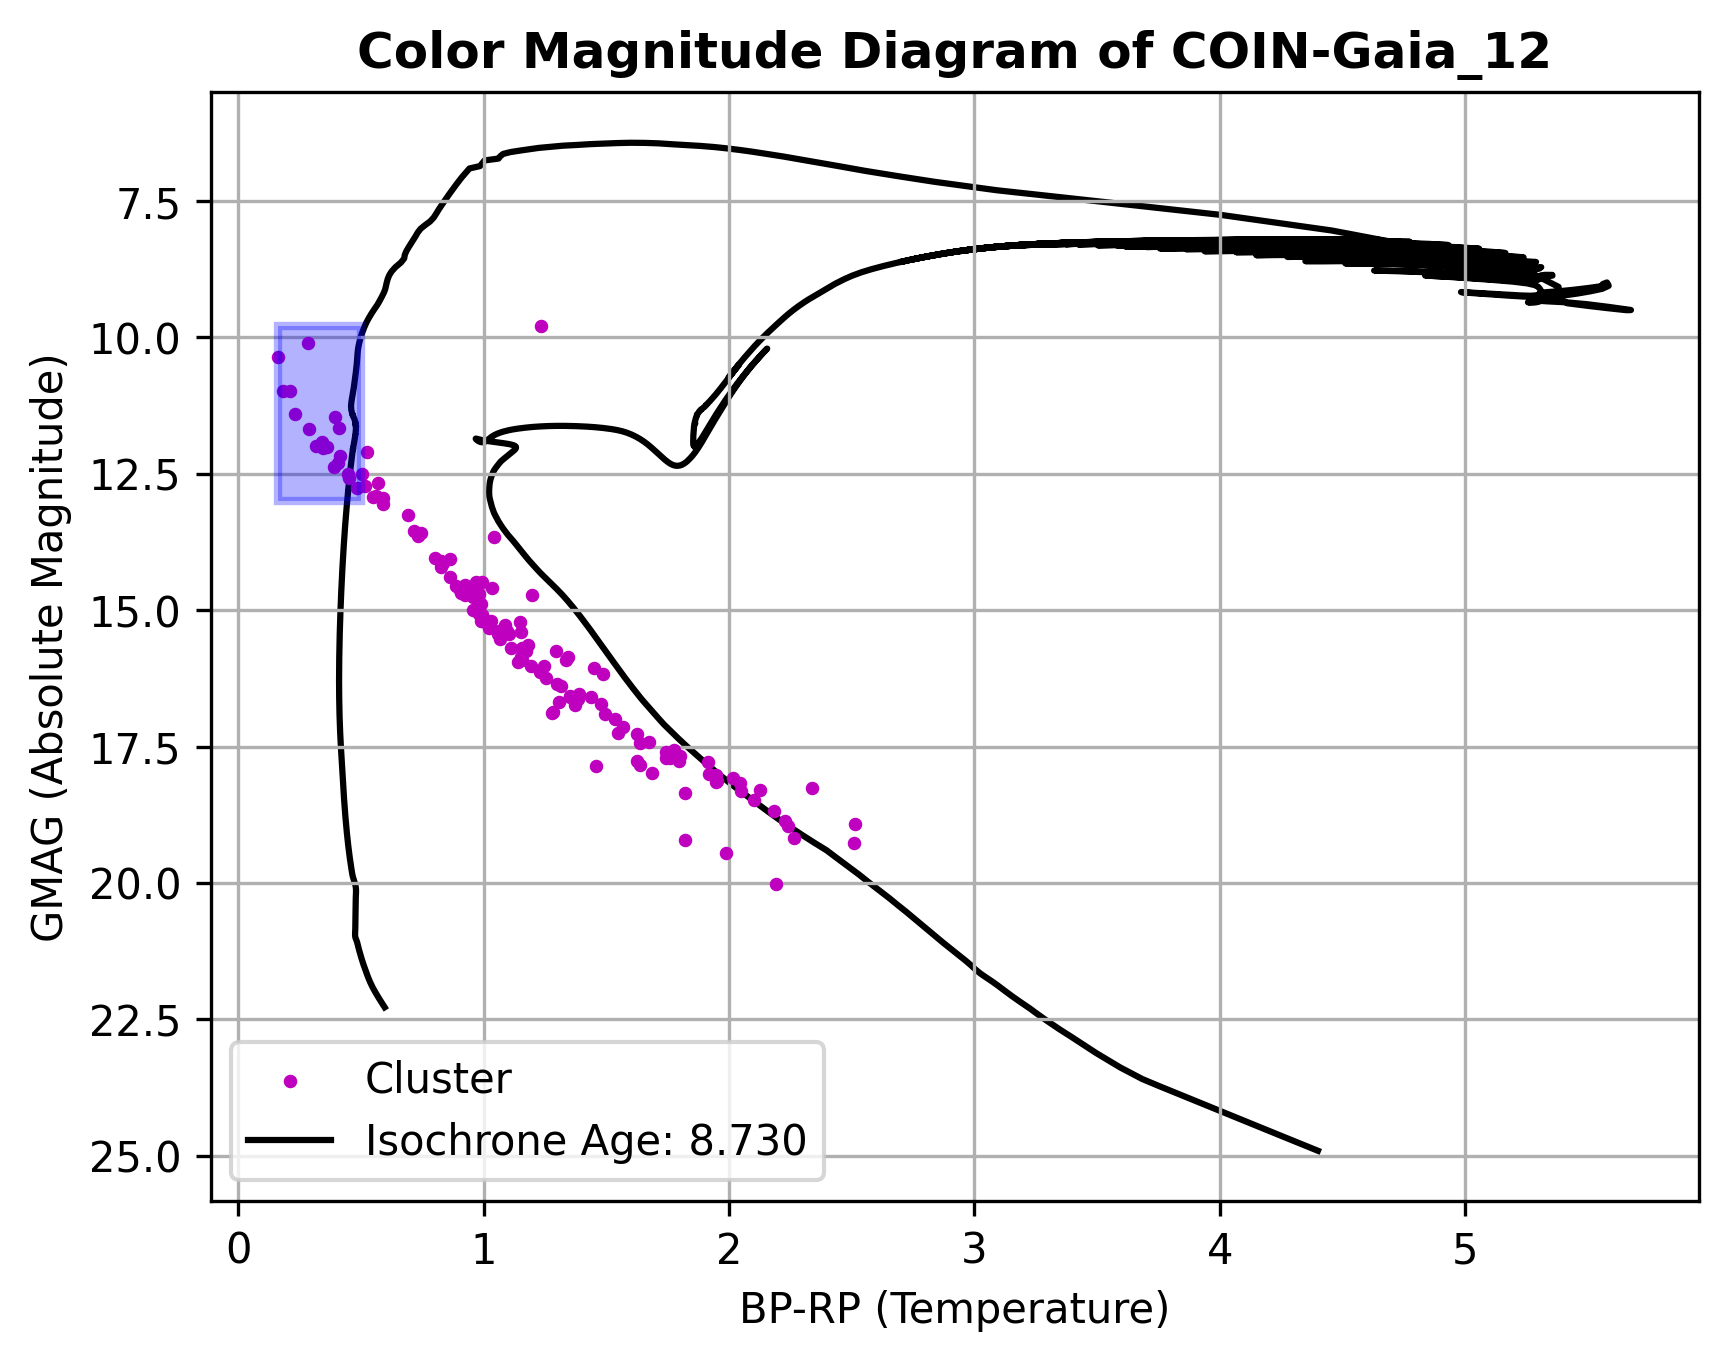 Color Magnitude Diagram of COIN-Gaia_12
GMAG (Absolute Magnitude)
7.5
10.0
12.5
15.0
17.5
20.0
22.5
25.0
Cluster
Isochrone Age: 8.730
0 1 2 3 4 5
BP-RP (Temperature)